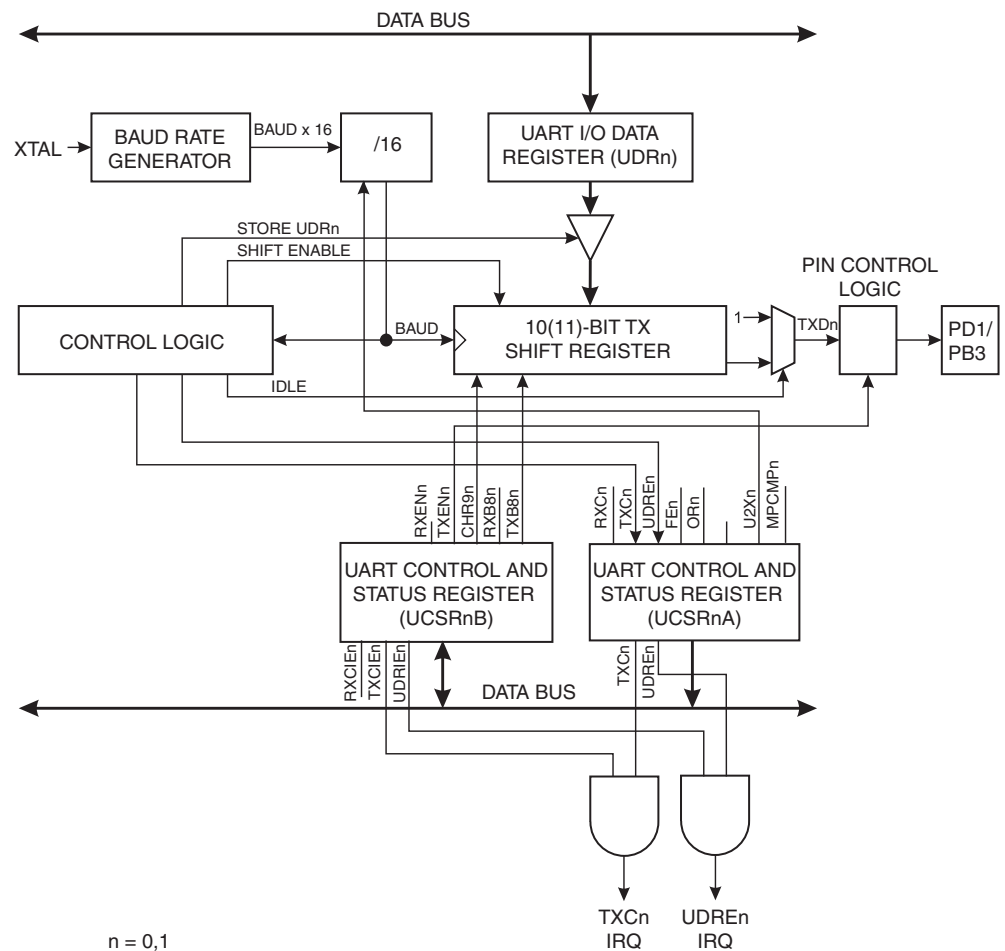 DATA BUS
XTAL
BAUD RATE
GENERATOR
BAUD x 16
/16
UART I/O DATA
REGISTER (UDRn)
STORE UDRn
SHIFT ENABLE
PIN CONTROL
LOGIC
CONTROL LOGIC
BAUD
10(11)-BIT TX
SHIFT REGISTER
1
TXDn
PD1/
PB3
IDLE
RXENn
TXENn
CHR9n
RXB8n
TXB8n
RXCn
TXCn
UDREn
FEn
ORn
U2Xn
MPCMPn
UART CONTROL AND
STATUS REGISTER
(UCSRnB)
UART CONTROL AND
STATUS REGISTER
(UCSRnA)
RXCIEn
TXCIEn
UDRIEn
TXCn
UDREn
DATA BUS
TXCn
IRQ
UDREn
IRQ
n = 0,1